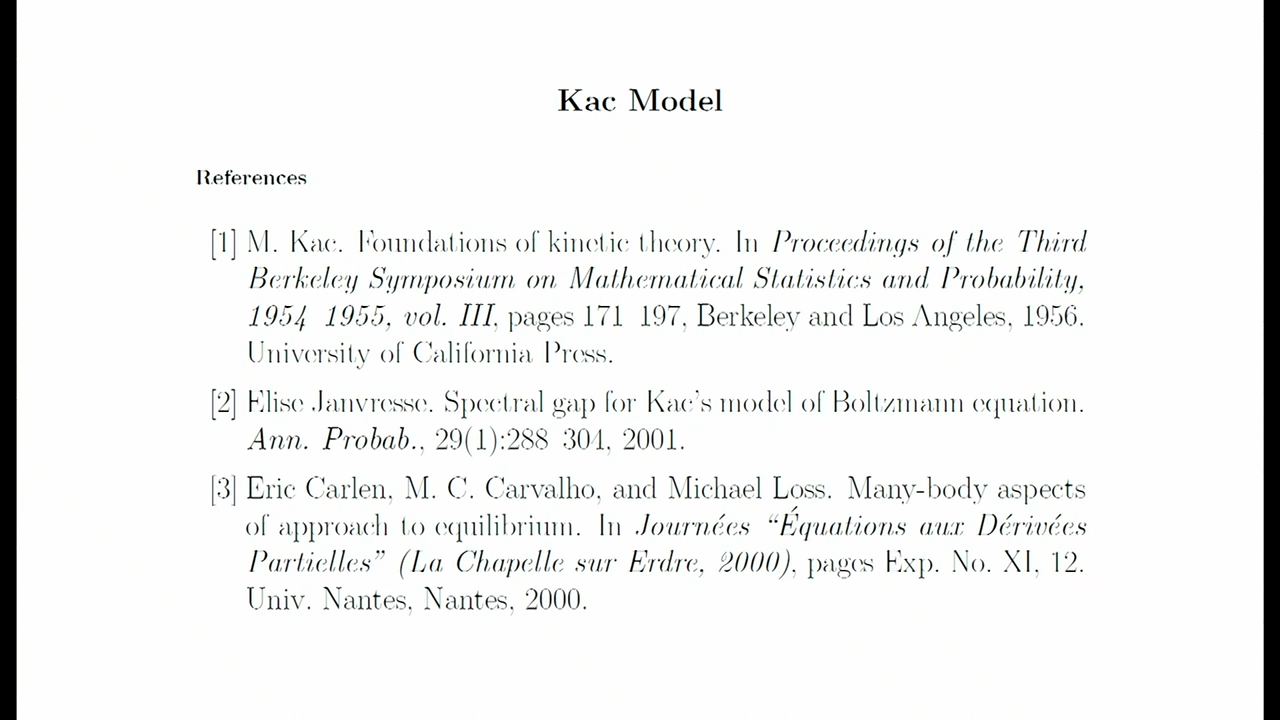 Kac Model
References
[1] M. Kac. Foundations of kinetic theory. In Proceedings of the Third
Berkeley Symposium on Mathematical Statistics and Probability,
1954–1955, vol. III, pages 171–197, Berkeley and Los Angeles, 1956.
University of California Press.
[2] Elise Janvresse. Spectral gap for Kac's model of Boltzmann equation.
Ann. Probab., 29(1):288–304, 2001.
[3] Eric Carlen, M. C. Carvalho, and Michael Loss. Many-body aspects
of approach to equilibrium. In Journées “Équations aux Dérivées
Partielles” (La Chapelle sur Erdre, 2000), pages Exp. No. XI, 12.
Univ. Nantes, Nantes, 2000.